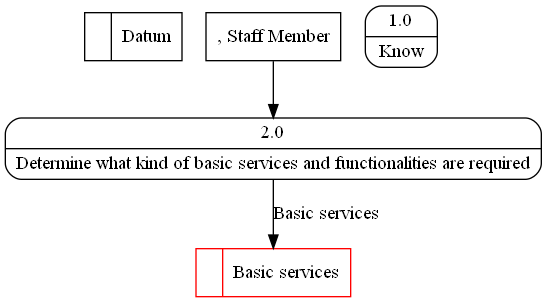 Datum
, Staff Member
1.0
Know
2.0
Determine what kind of basic services and functionalities are required
Basic services
Basic services